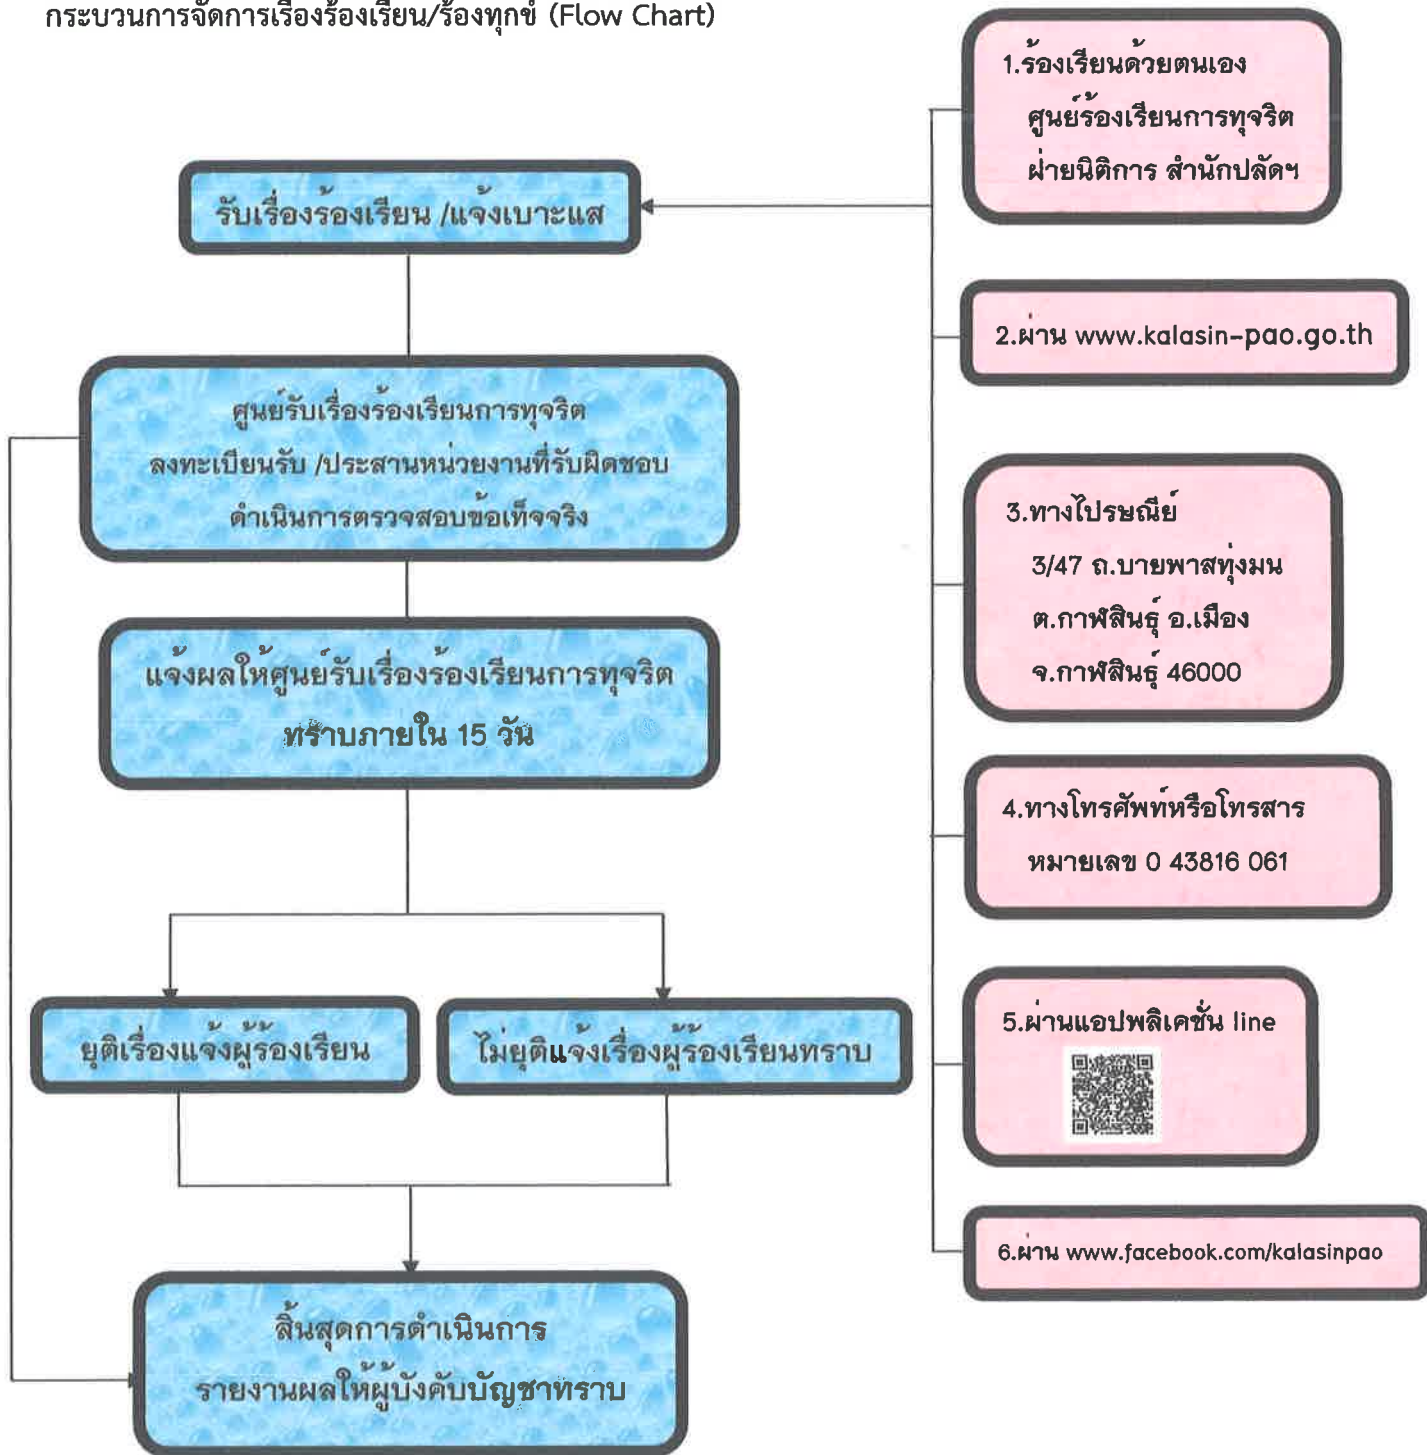 กระบวนการจัดการเรื่องร้องเรียน/ร้องทุกข์ (Flow Chart)
รับเรื่องร้องเรียน /แจ้งเบาะแส
ศูนย์รับเรื่องร้องเรียนการทุจริต
ลงทะเบียนรับ /ประสานหน่วยงานที่รับผิดชอบ
ดำเนินการตรวจสอบข้อเท็จจริง
แจ้งผลให้ศูนย์รับเรื่องร้องเรียนการทุจริต
ทราบภายใน 15 วัน
ยุติเรื่องแจ้งผู้ร้องเรียน
ไม่ยุติแจ้งเรื่องผู้ร้องเรียนทราบ
สิ้นสุดการดำเนินการ
รายงานผลให้ผู้บังคับบัญชาทราบ
1.ร้องเรียนด้วยตนเอง
ศูนย์ร้องเรียนการทุจริต
ฝ่ายนิติการ สำนักปลัดฯ
2.ผ่าน www.kalasin-pao.go.th
3.ทางไปรษณีย์
3/47 ถ.บายพาสทุ่งมน
ต.กาฬสินธุ์ อ.เมือง
จ.กาฬสินธุ์ 46000
4.ทางโทรศัพท์หรือโทรสาร
หมายเลข 0 43816 061
5.ผ่านแอปพลิเคชั่น line
6.ผ่าน www.facebook.com/kalasinpao